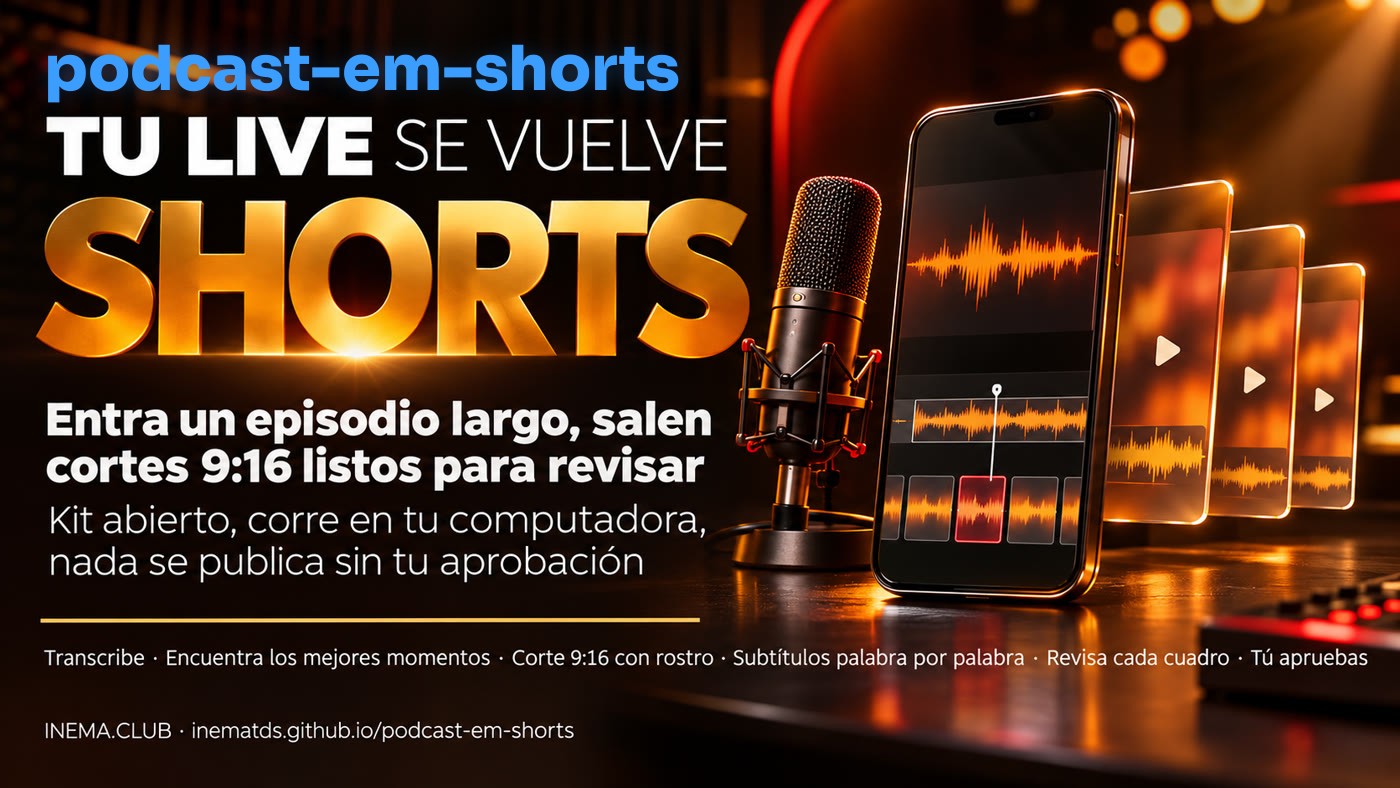 podcast-em-shorts
TU LIVE SE VUELVE
SHORTS
Entra un episodio largo, salen
cortes 9:16 listos para revisar
Kit abierto, corre en tu computadora,
nada se publica sin tu aprobación
Transcribe · Encuentra los mejores momentos · Corte 9:16 con rostro · Subtítulos palabra por palabra · Revisa cada cuadro · Tú apruebas
INEMA.CLUB · inematds.github.io/podcast-em-shorts